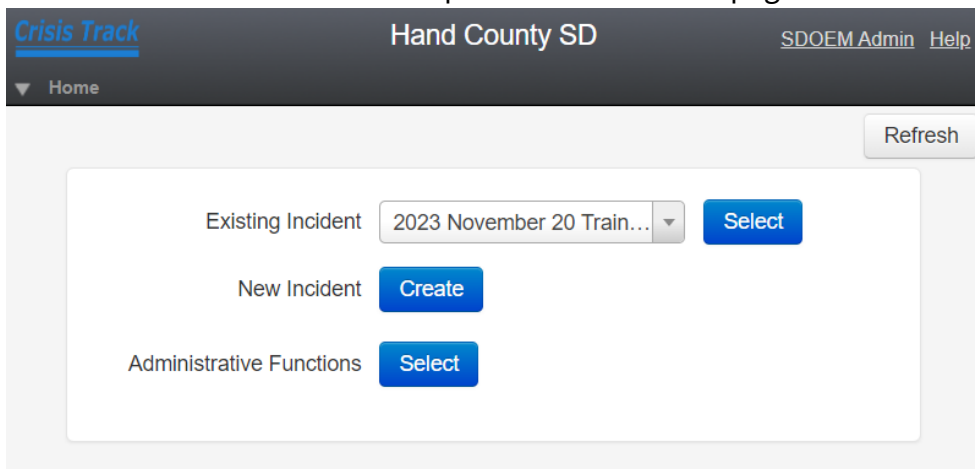 Crisis Track Hand County SD SDOEM Admin Help
Home
Refresh
Existing Incident 2023 November 20 Train... Select
New Incident Create
Administrative Functions Select